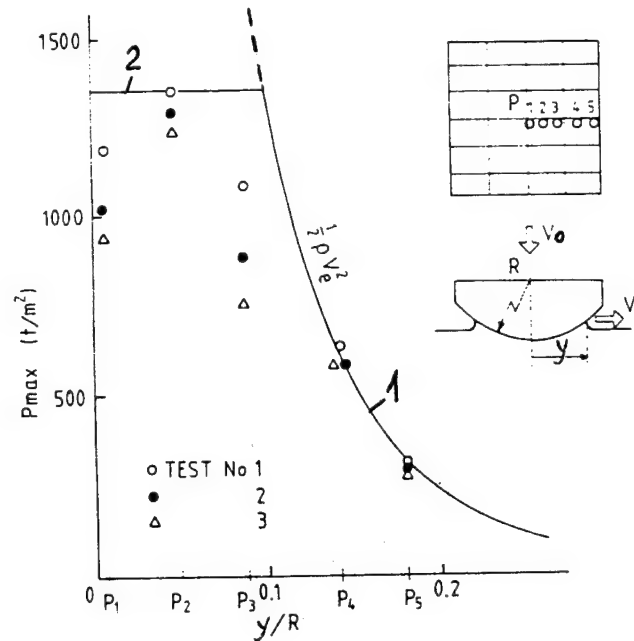 1500
2
1000
Pmax (t/m²)
500
½ρVe²
1
○ TEST No 1
● 2
△ 3
0 P₁ P₂ P₃ 0.1 P₄ P₅ 0.2
y/R
P 1 2 3 4 5
V₀
R
V
y